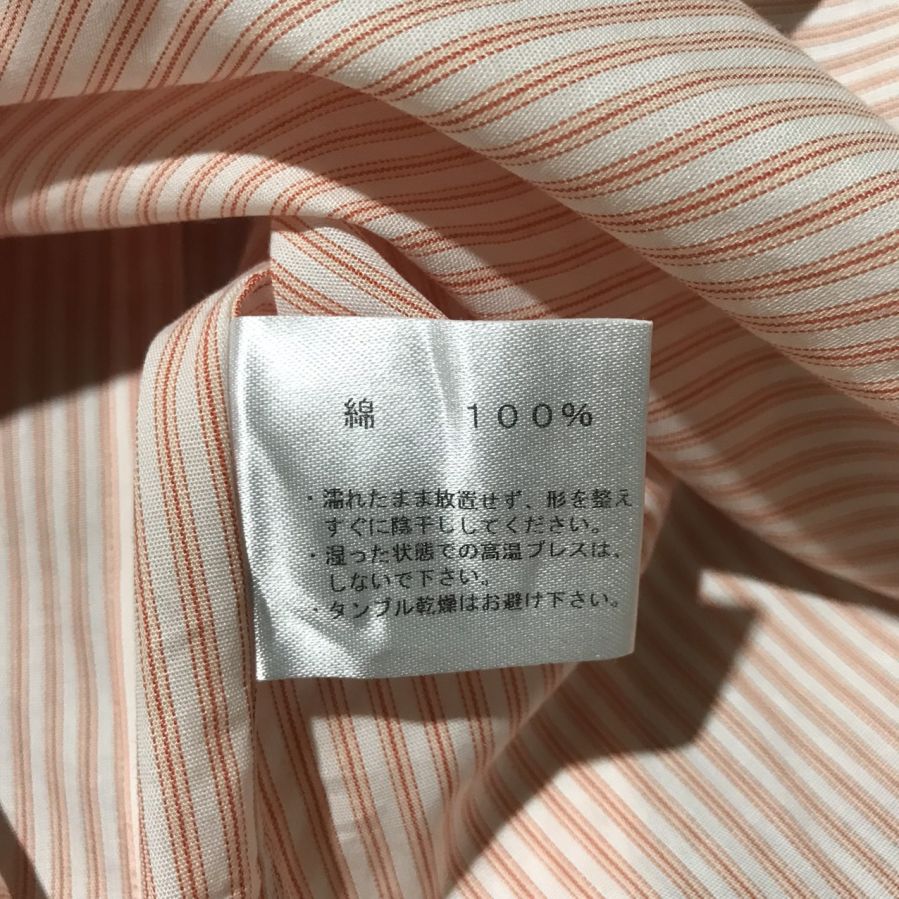 綿 100%
・濡れたまま放置せず、形を整え
すぐに陰干ししてください。
・湿った状態での高温プレスは、
しないで下さい。
・タンブル乾燥はお避け下さい。